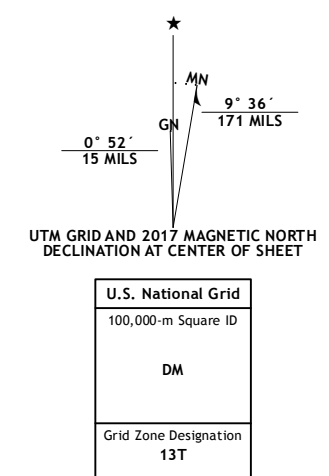 ★
MN
9° 36´
171 MILS
GN
0° 52´
15 MILS
UTM GRID AND 2017 MAGNETIC NORTH
DECLINATION AT CENTER OF SHEET
U.S. National Grid
100,000-m Square ID
DM
Grid Zone Designation
13T